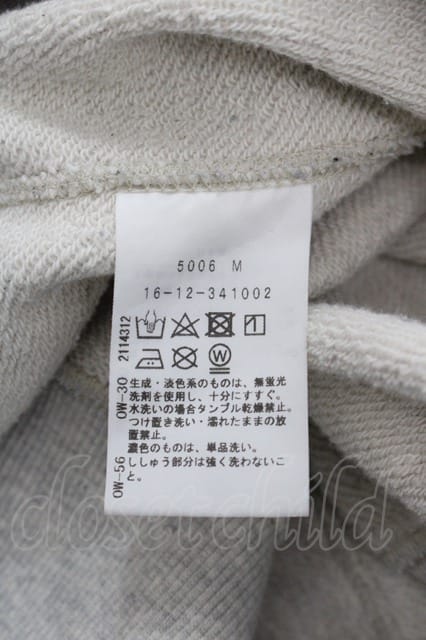 5006 M
16-12-341002
2114312
OW-30
OW-56
生成・淡色系のものは、無蛍光
洗剤を使用し、十分にすすぐ。
水洗いの場合タンブル乾燥禁止。
つけ置き洗い・濡れたままの放
置禁止。
濃色のものは、単品洗い。
ししゅう部分は強く洗わないこ
と。
closet child